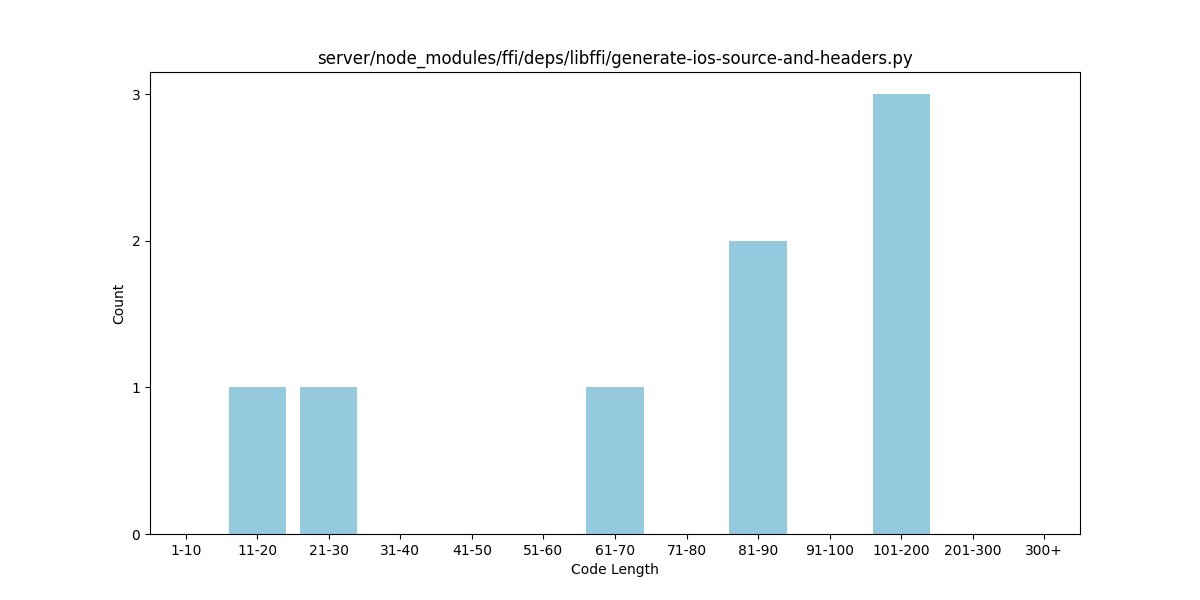 server/node_modules/ffi/deps/libffi/generate-ios-source-and-headers.py
3
2
1
0
Count
1-10 11-20 21-30 31-40 41-50 51-60 61-70 71-80 81-90 91-100 101-200 201-300 300+
Code Length